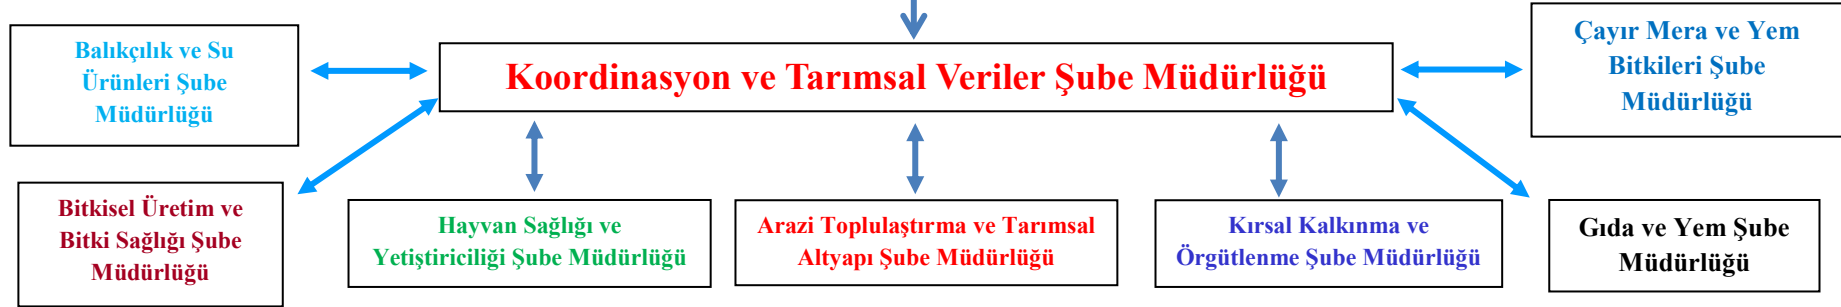 Balıkçılık ve Su
Ürünleri Şube
Müdürlüğü
Koordinasyon ve Tarımsal Veriler Şube Müdürlüğü
Çayır Mera ve Yem
Bitkileri Şube
Müdürlüğü
Bitkisel Üretim ve
Bitki Sağlığı Şube
Müdürlüğü
Hayvan Sağlığı ve
Yetiştiriciliği Şube Müdürlüğü
Arazi Toplulaştırma ve Tarımsal
Altyapı Şube Müdürlüğü
Kırsal Kalkınma ve
Örgütlenme Şube Müdürlüğü
Gıda ve Yem Şube
Müdürlüğü